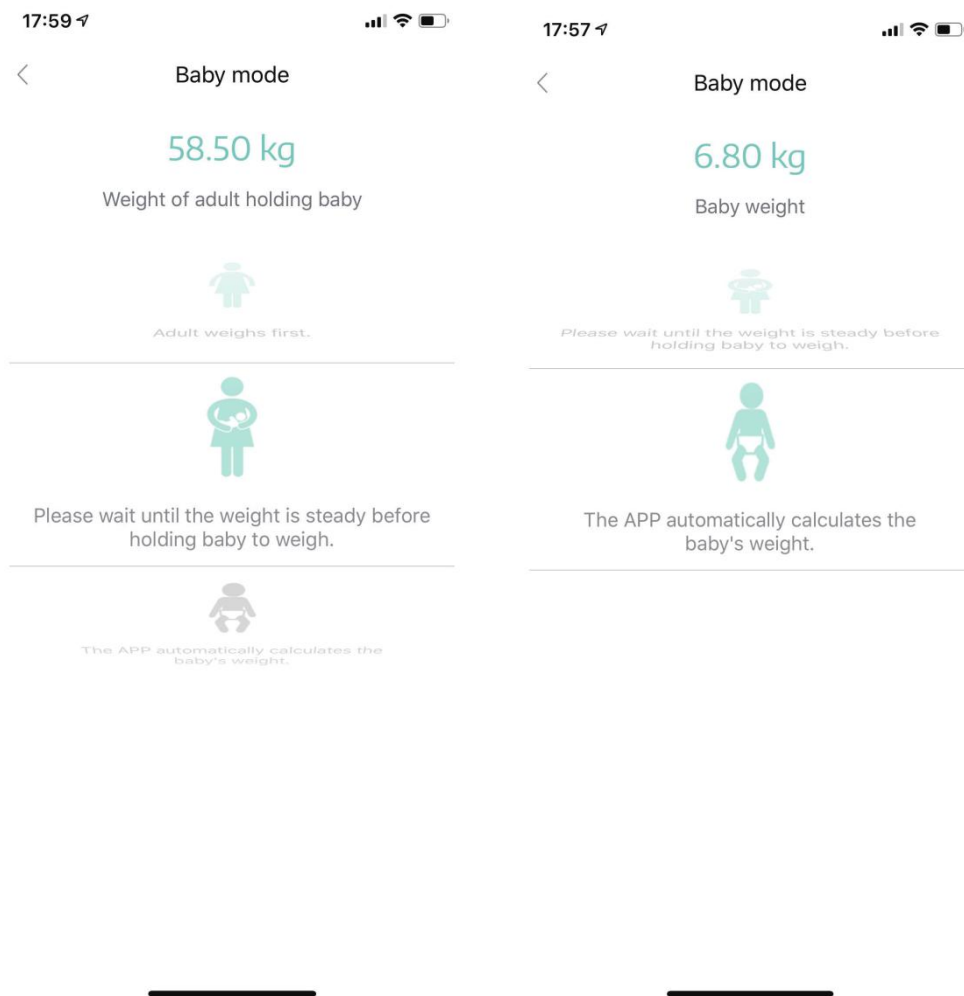 17:59
Baby mode
58.50 kg
Weight of adult holding baby
Adult weighs first.
Please wait until the weight is steady before
holding baby to weigh.
The APP automatically calculates the
baby's weight.
17:57
Baby mode
6.80 kg
Baby weight
Please wait until the weight is steady before
holding baby to weigh.
The APP automatically calculates the
baby's weight.